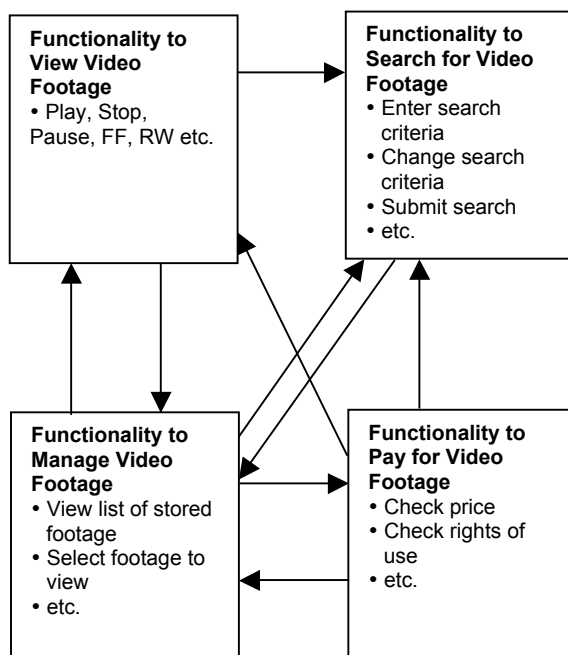 Functionality to
View Video
Footage
• Play, Stop,
Pause, FF, RW etc.
Functionality to
Search for Video
Footage
• Enter search
criteria
• Change search
criteria
• Submit search
• etc.
Functionality to
Manage Video
Footage
• View list of stored
footage
• Select footage to
view
• etc.
Functionality to
Pay for Video
Footage
• Check price
• Check rights of
use
• etc.